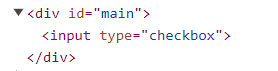 ▼<div id="main">
<input type="checkbox">
</div>